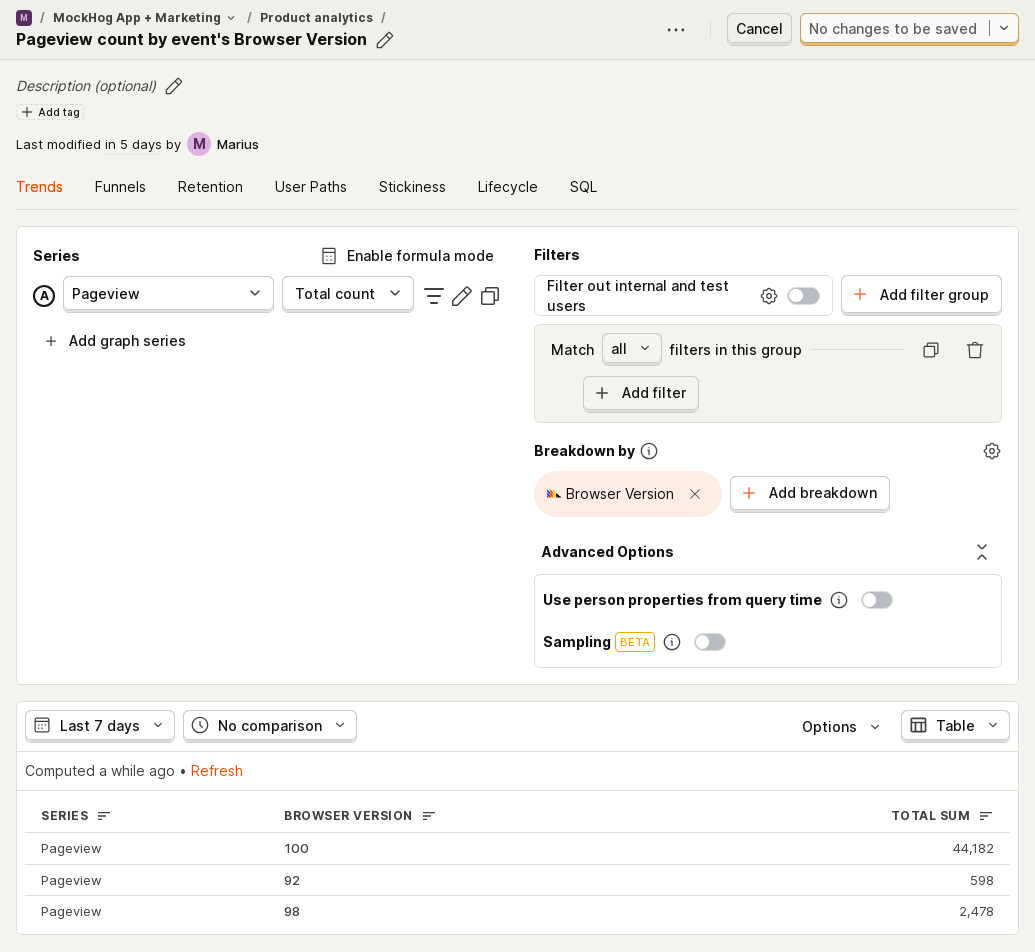 M / MockHog App + Marketing / Product analytics /
Pageview count by event's Browser Version
Cancel
No changes to be saved
Description (optional)
Add tag
Last modified in 5 days by M Marius
Trends Funnels Retention User Paths Stickiness Lifecycle SQL
Series
Enable formula mode
A Pageview Total count
Add graph series
Filters
Filter out internal and test
users
Add filter group
Match all filters in this group
Add filter
Breakdown by
Browser Version
Add breakdown
Advanced Options
Use person properties from query time
Sampling BETA
Last 7 days No comparison Options Table
Computed a while ago • Refresh
SERIES BROWSER VERSION TOTAL SUM
Pageview 100 44,182
Pageview 92 598
Pageview 98 2,478